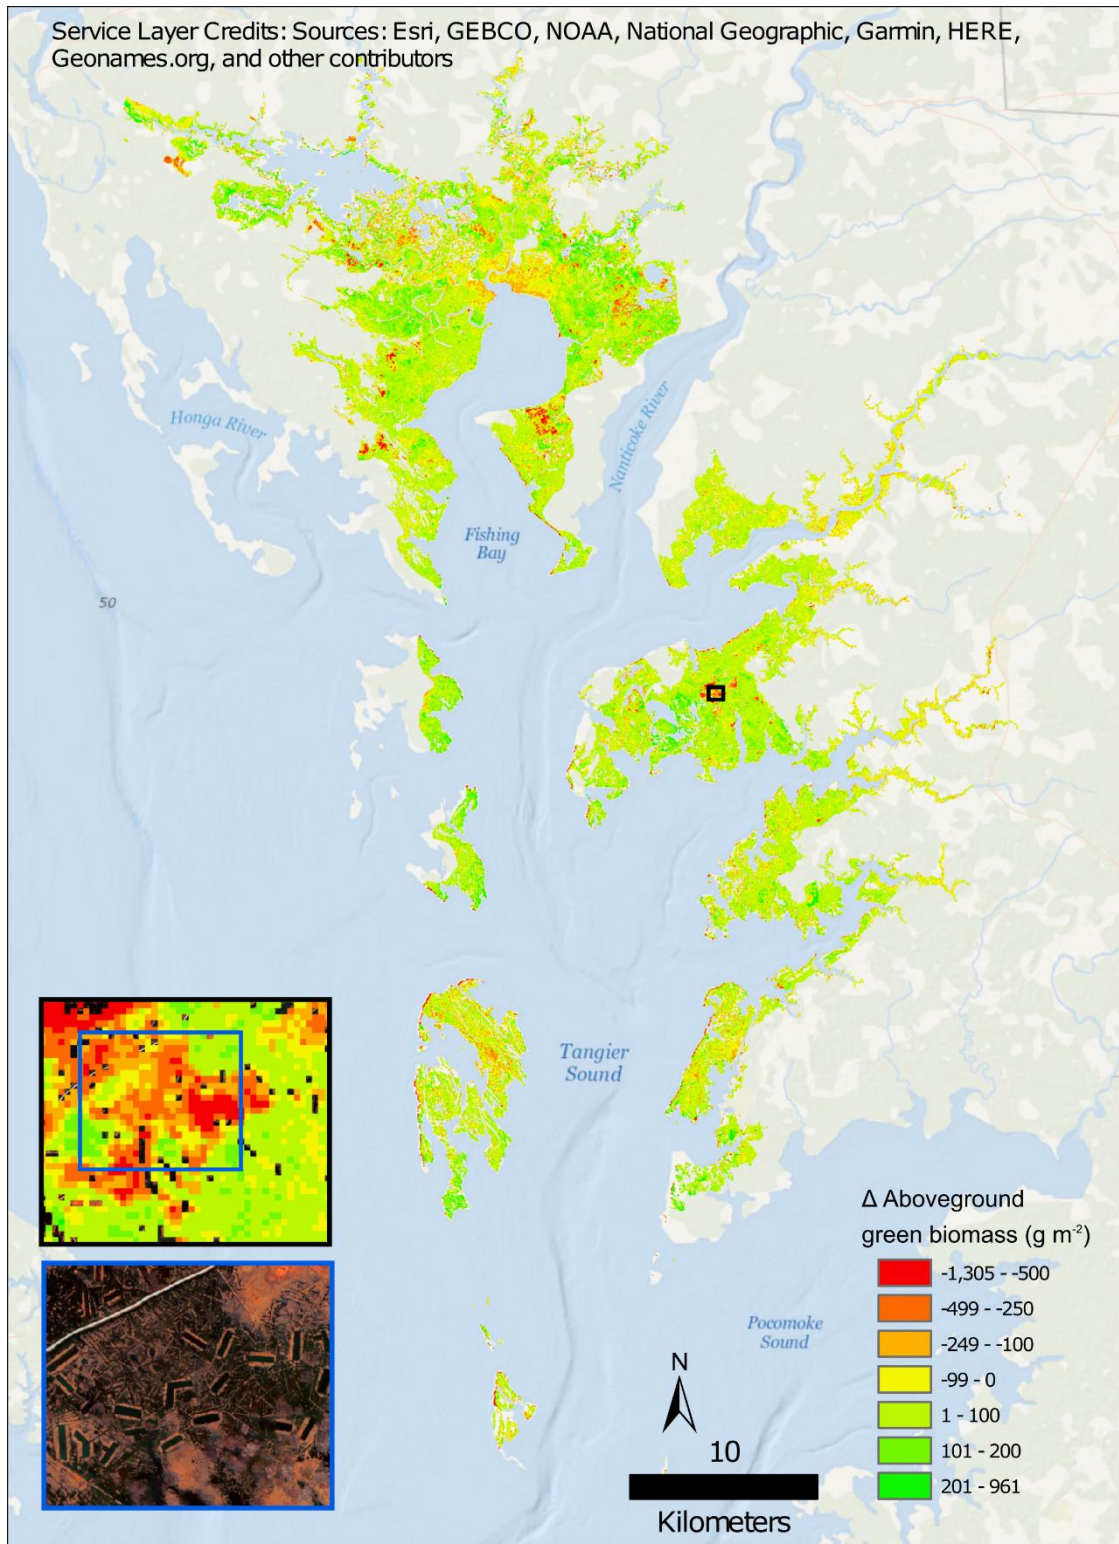 Service Layer Credits: Sources: Esri, GEBCO, NOAA, National Geographic, Garmin, HERE,
Geonames.org, and other contributors
Honga River
Nanticoke River
Fishing
Bay
50
Tangier
Sound
Δ Aboveground
green biomass (g m⁻²)
-1,305 - -500
-499 - -250
-249 - -100
-99 - 0
1 - 100
101 - 200
201 - 961
Pocomoke
Sound
N
10
Kilometers